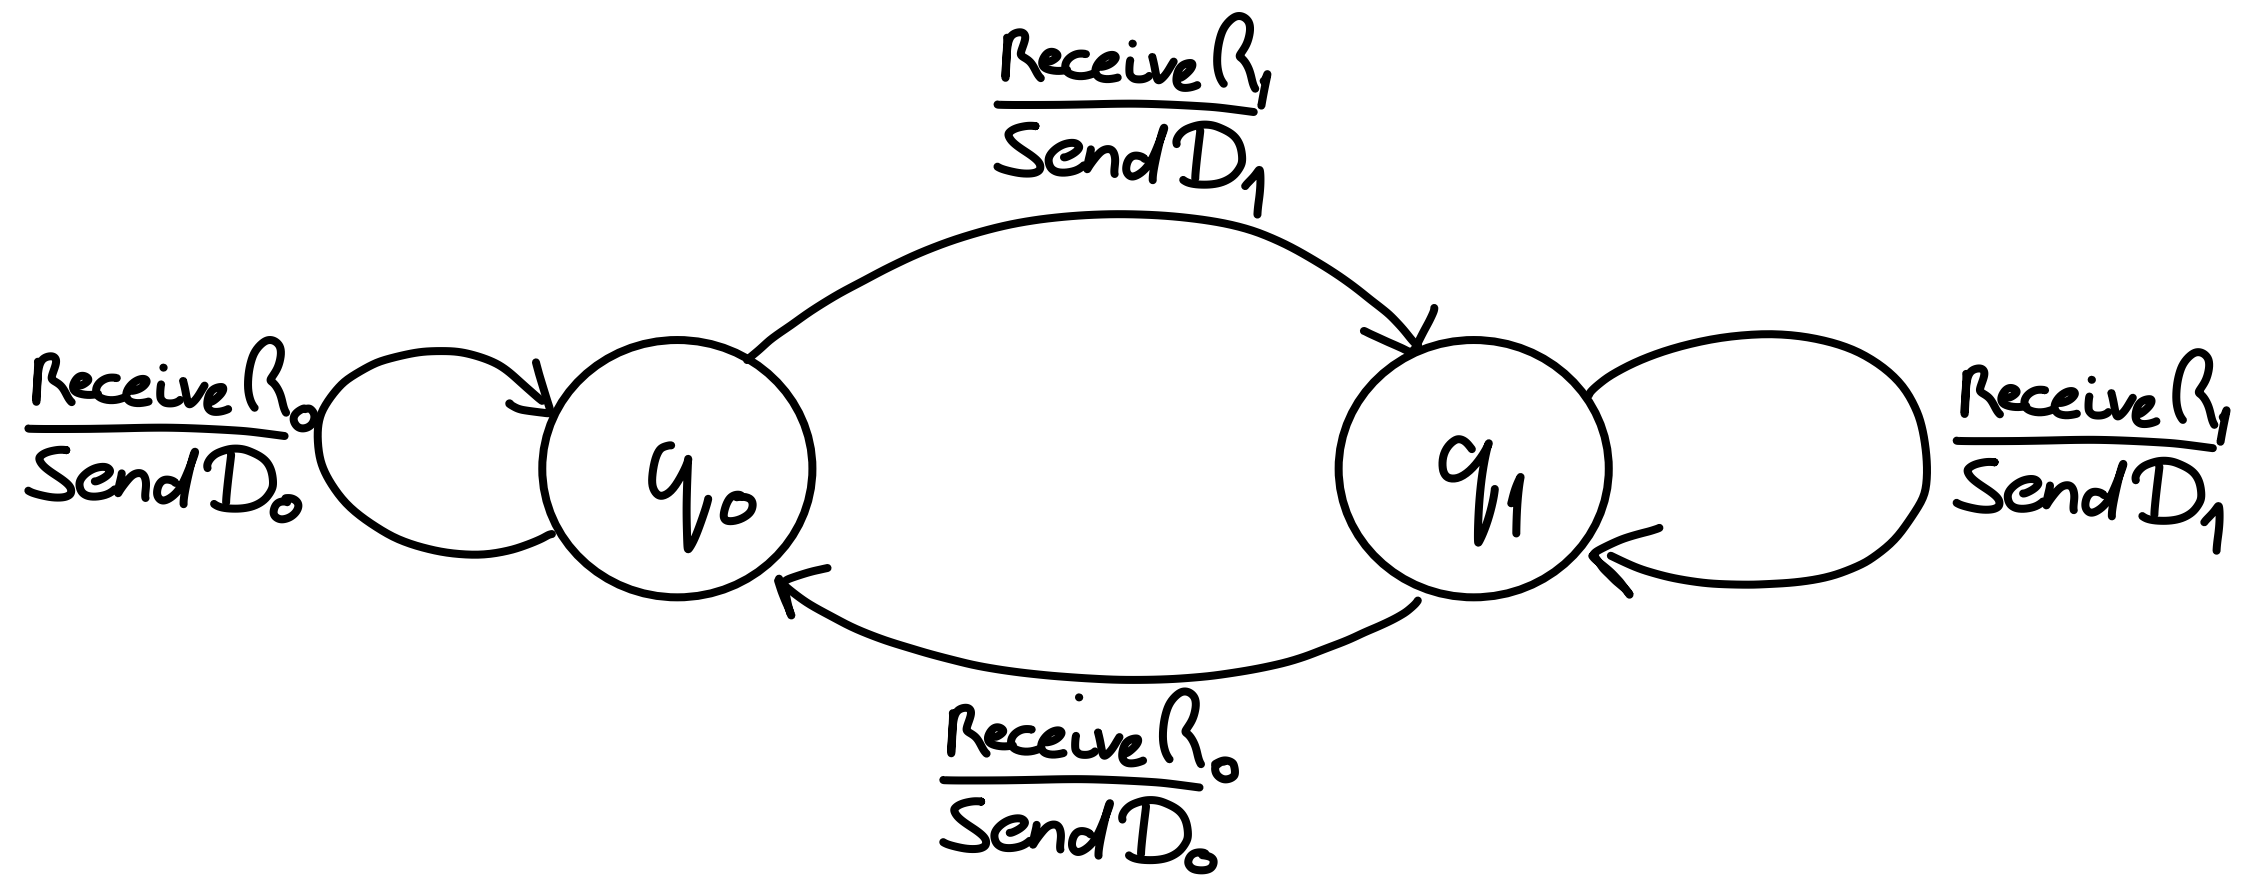 Receive R₁
Send D₁
Receive R₀
Send D₀
q₀
q₁
Receive R₁
Send D₁
Receive R₀
Send D₀